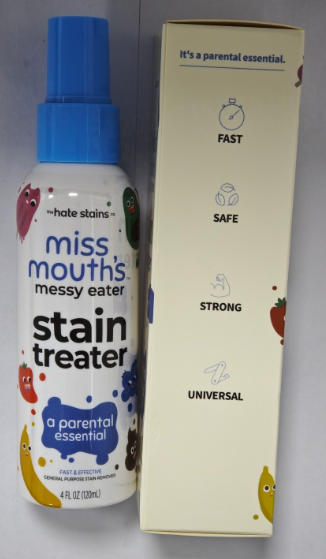 the hate stains co.
miss
mouth's
messy eater
stain
treater
a parental
essential
FAST & EFFECTIVE
GENERAL PURPOSE STAIN REMOVER
4 FL OZ (120mL)
It's a parental essential.
FAST
SAFE
STRONG
UNIVERSAL